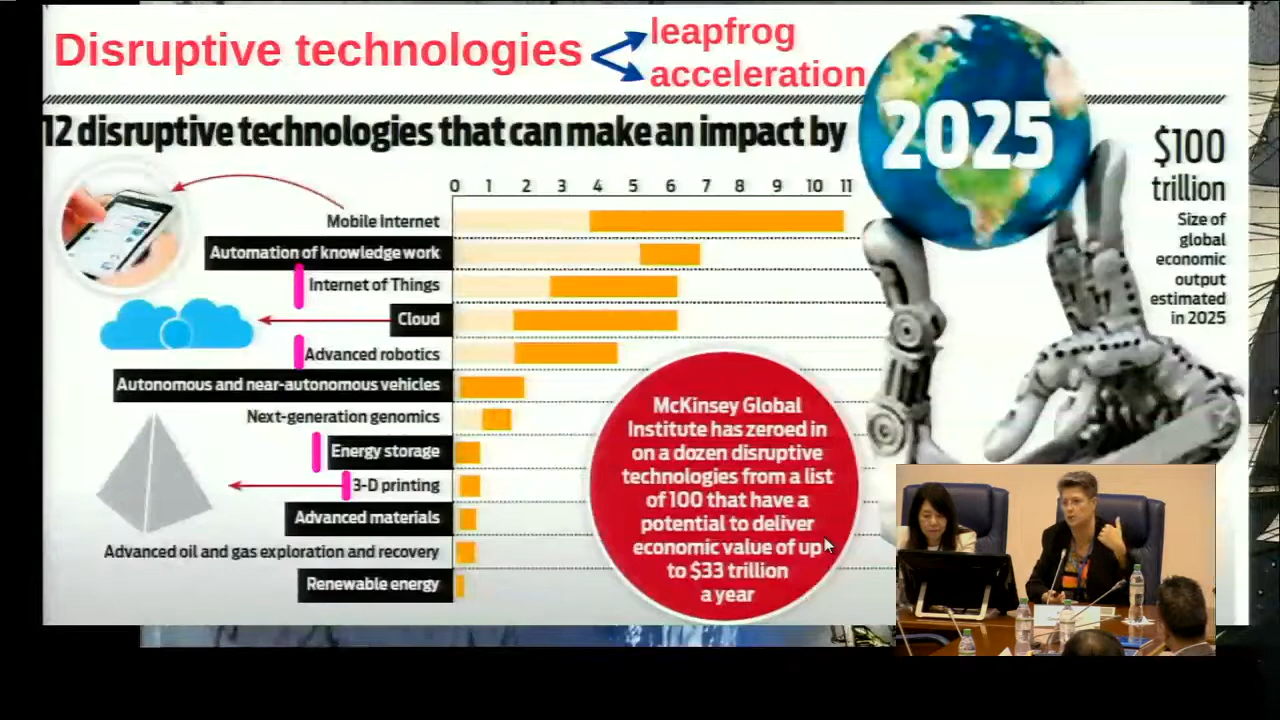 Disruptive technologies
leapfrog
acceleration
12 disruptive technologies that can make an impact by
2025
$100
trillion
Size of
global
economic
output
estimated
in 2025
0 1 2 3 4 5 6 7 8 9 10 11
Mobile Internet
Automation of knowledge work
Internet of Things
Cloud
Advanced robotics
Autonomous and near-autonomous vehicles
Next-generation genomics
Energy storage
3-D printing
Advanced materials
Advanced oil and gas exploration and recovery
Renewable energy
McKinsey Global
Institute has zeroed in
on a dozen disruptive
technologies from a list
of 100 that have a
potential to deliver
economic value of up
to $33 trillion
a year